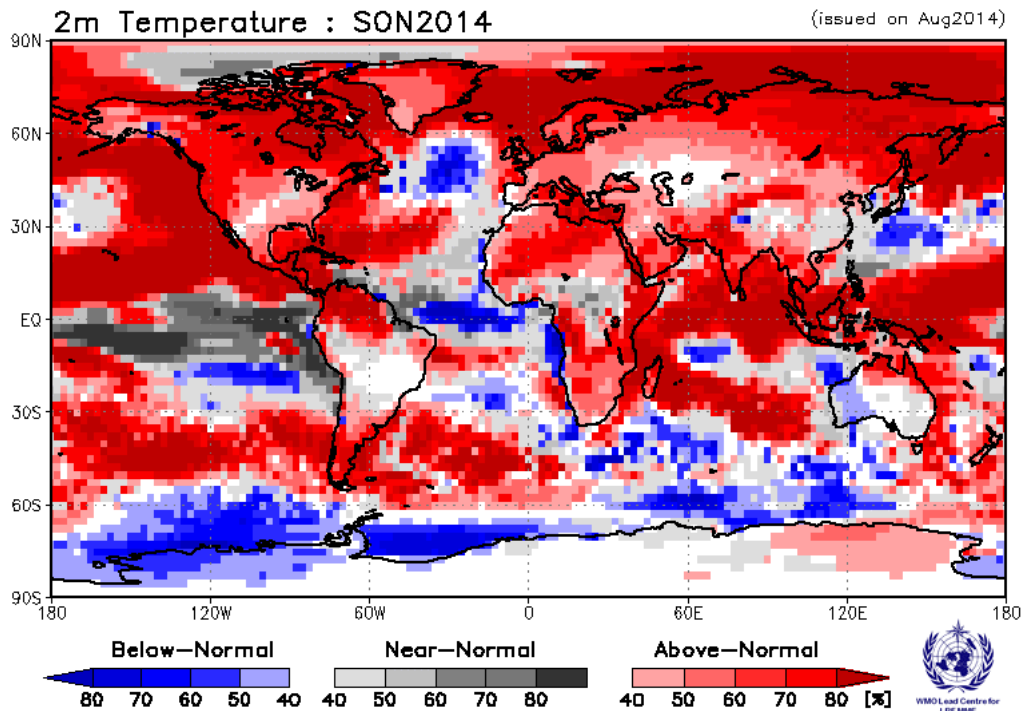 2m Temperature : SON2014
(issued on Aug2014)
90N
60N
30N
EQ
30S
60S
90S
180 120W 60W 0 60E 120E 180
Below-Normal Near-Normal Above-Normal
80 70 60 50 40 40 50 60 70 80 40 50 60 70 80 [%]
WMO Lead Centre for